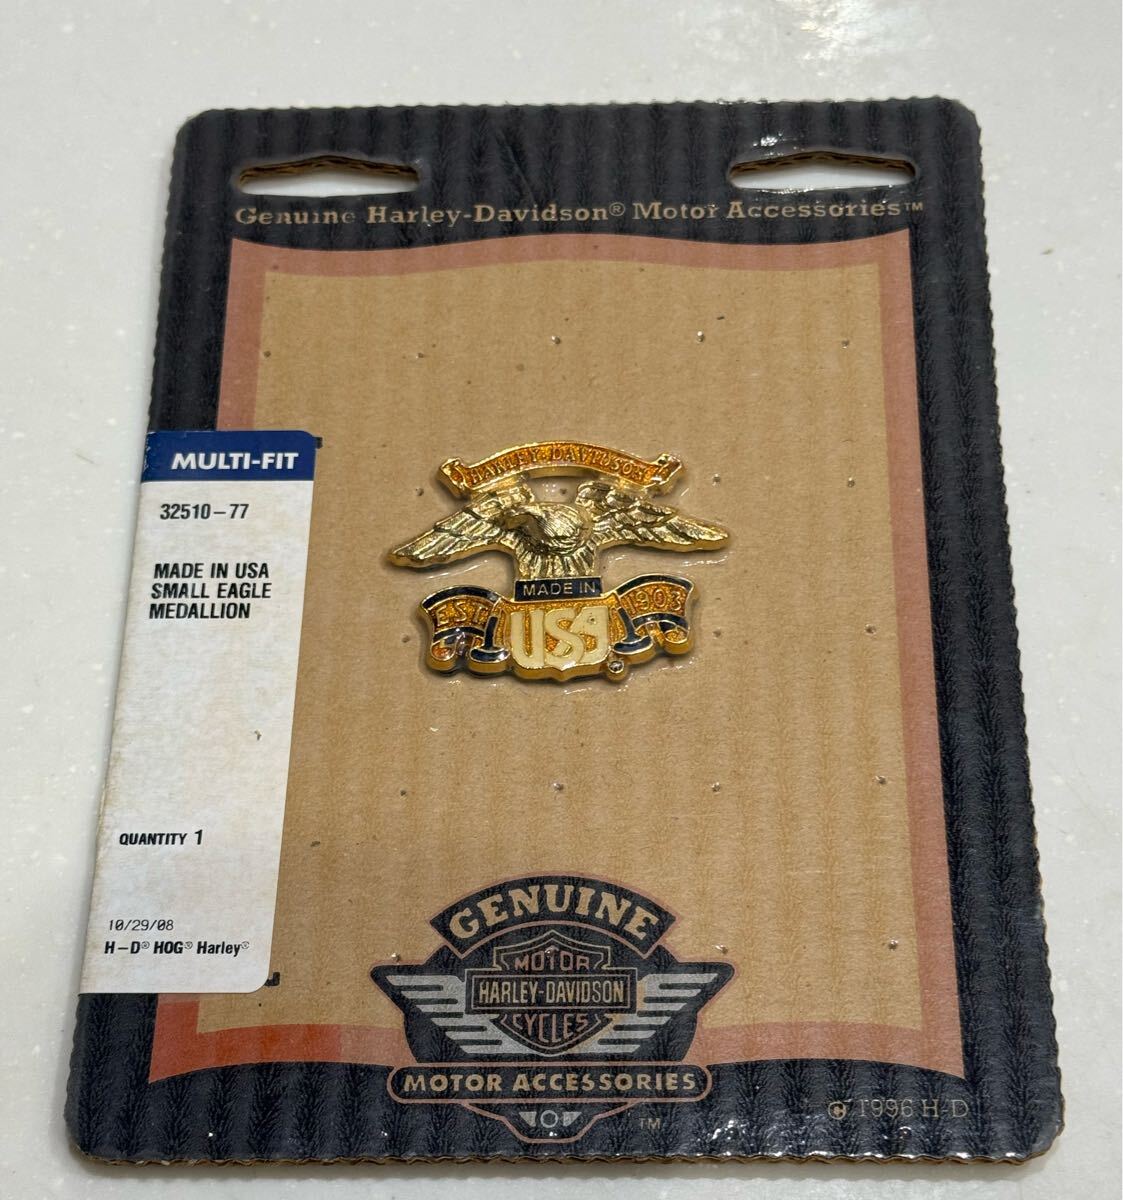 Genuine Harley-Davidson® Motor Accessories™
MULTI-FIT
32510-77
MADE IN USA
SMALL EAGLE
MEDALLION
QUANTITY 1
10/29/08
H-D® HOG® Harley®
HARLEY-DAVIDSON
MADE IN
EST. 1903
USA
GENUINE
MOTOR
HARLEY-DAVIDSON
CYCLES
MOTOR ACCESSORIES
TM
© 1996 H-D